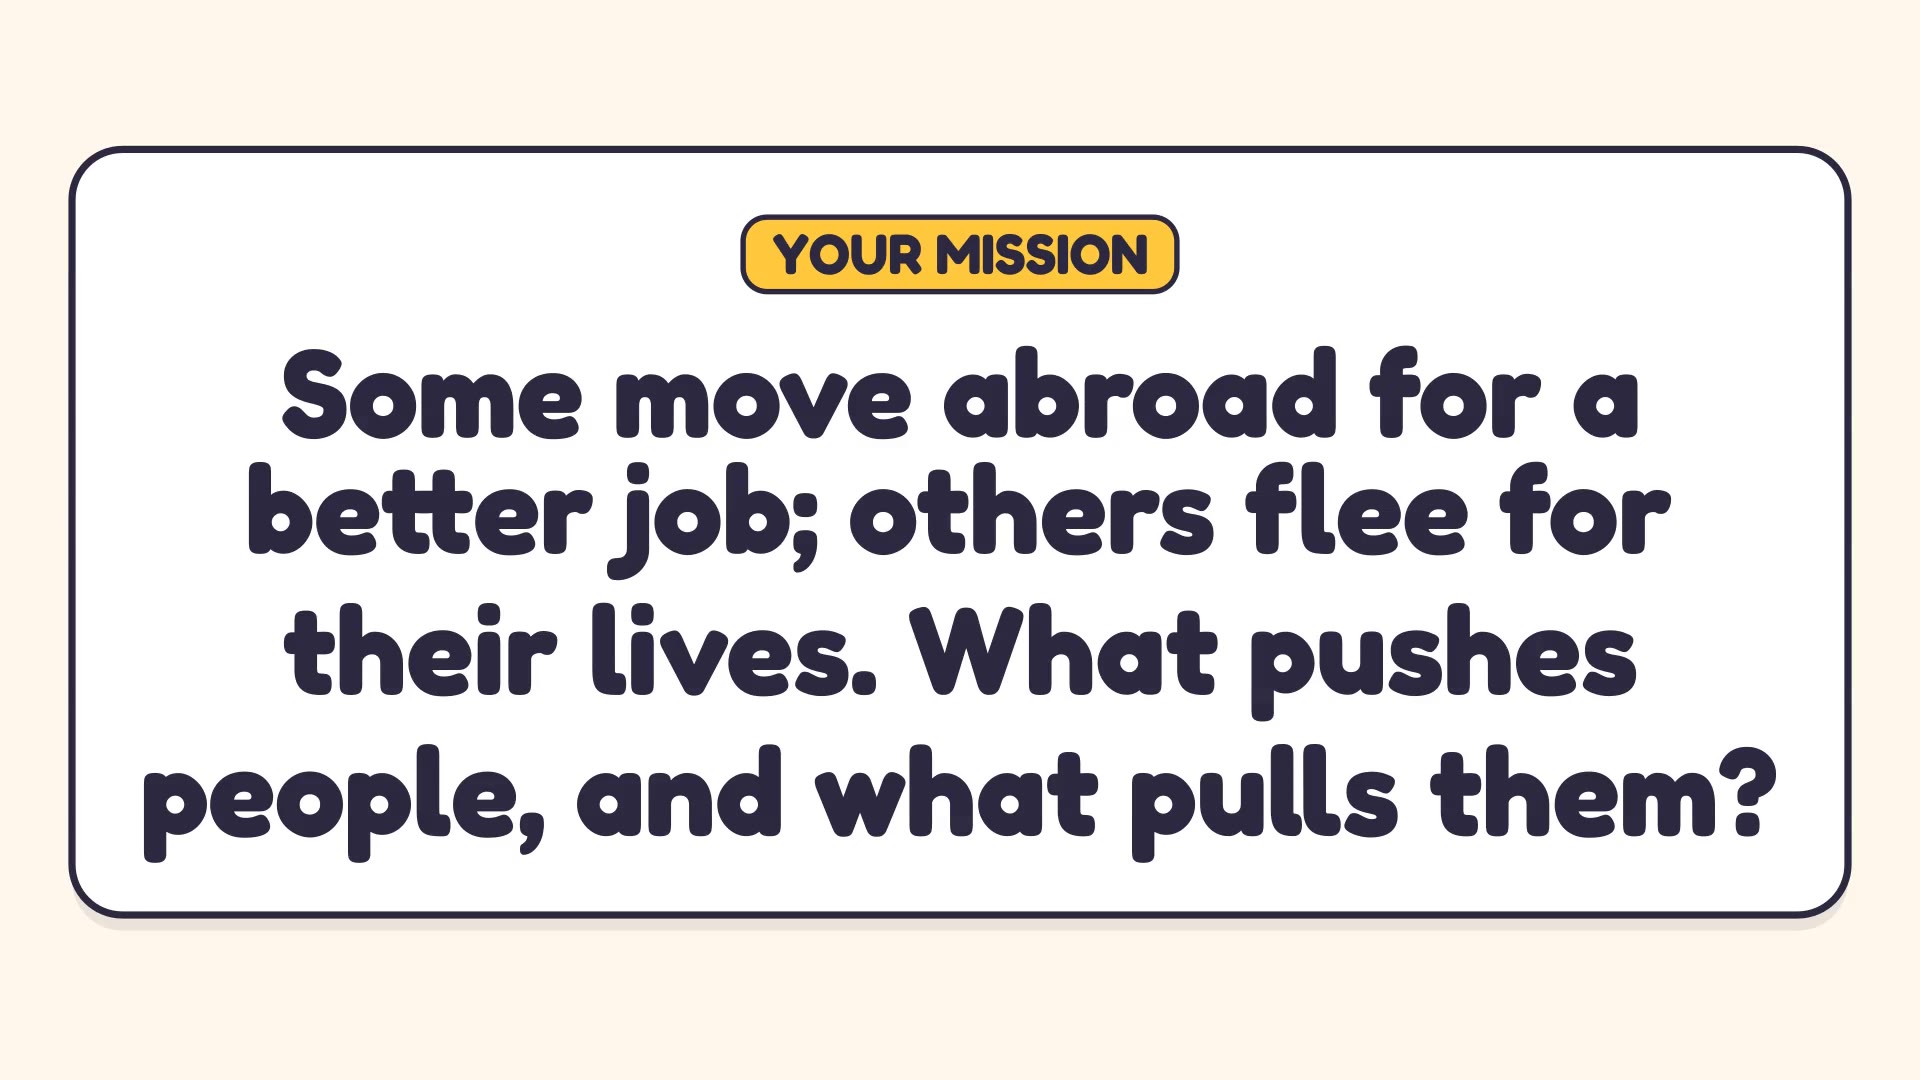 YOUR MISSION
Some move abroad for a
better job; others flee for
their lives. What pushes
people, and what pulls them?